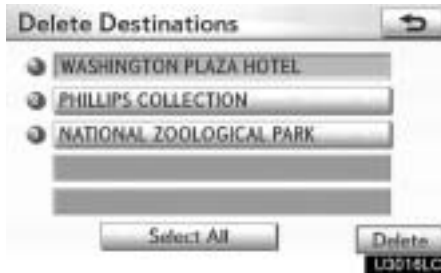 Delete Destinations
WASHINGTON PLAZA HOTEL
PHILLIPS COLLECTION
NATIONAL ZOOLOGICAL PARK
Select All
Delete
U3016LC